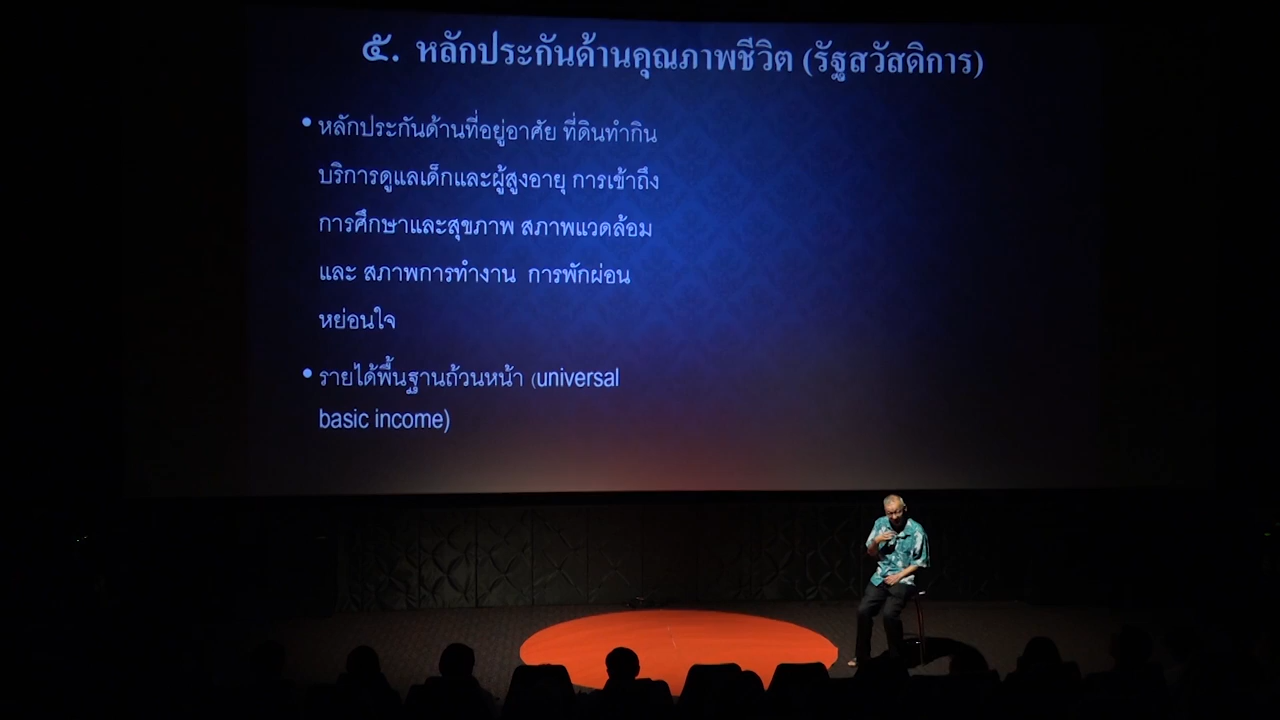 ๕. หลักประกันด้านคุณภาพชีวิต (รัฐสวัสดิการ)
• หลักประกันด้านที่อยู่อาศัย ที่ดินทำกิน
บริการดูแลเด็กและผู้สูงอายุ การเข้าถึง
การศึกษาและสุขภาพ สภาพแวดล้อม
และ สภาพการทำงาน การพักผ่อน
หย่อนใจ
• รายได้พื้นฐานถ้วนหน้า (universal
basic income)